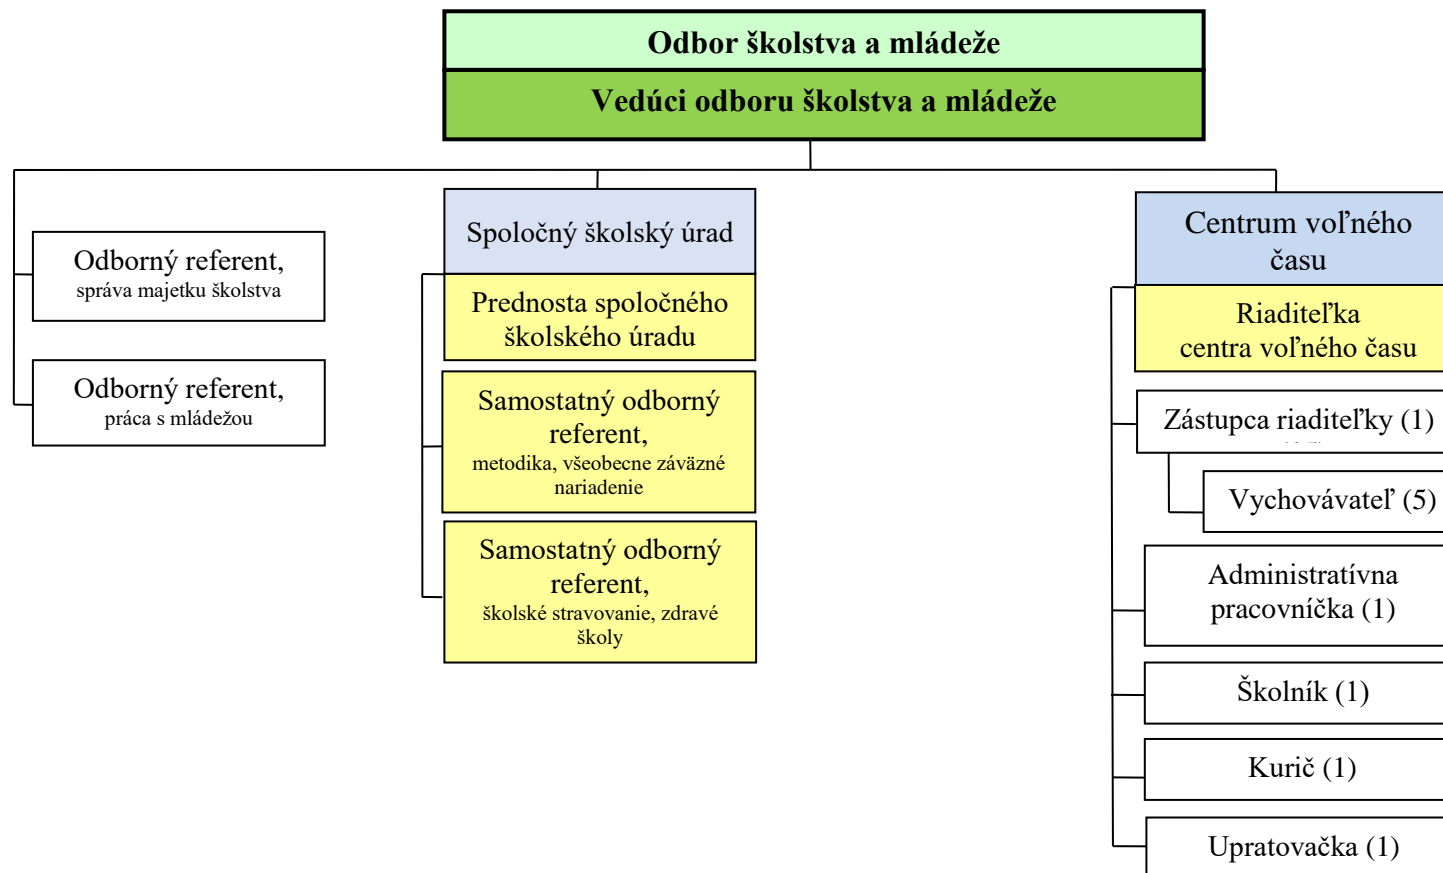 Odbor školstva a mládeže
Vedúci odboru školstva a mládeže
Odborný referent,
správa majetku školstva
Odborný referent,
práca s mládežou
Spoločný školský úrad
Prednosta spoločného
školského úradu
Samostatný odborný
referent,
metodika, všeobecne záväzné
nariadenie
Samostatný odborný
referent,
školské stravovanie, zdravé
školy
Centrum voľného
času
Riaditeľka
centra voľného času
Zástupca riaditeľky (1)
Vychovávateľ (5)
Administratívna
pracovníčka (1)
Školník (1)
Kurič (1)
Upratovačka (1)